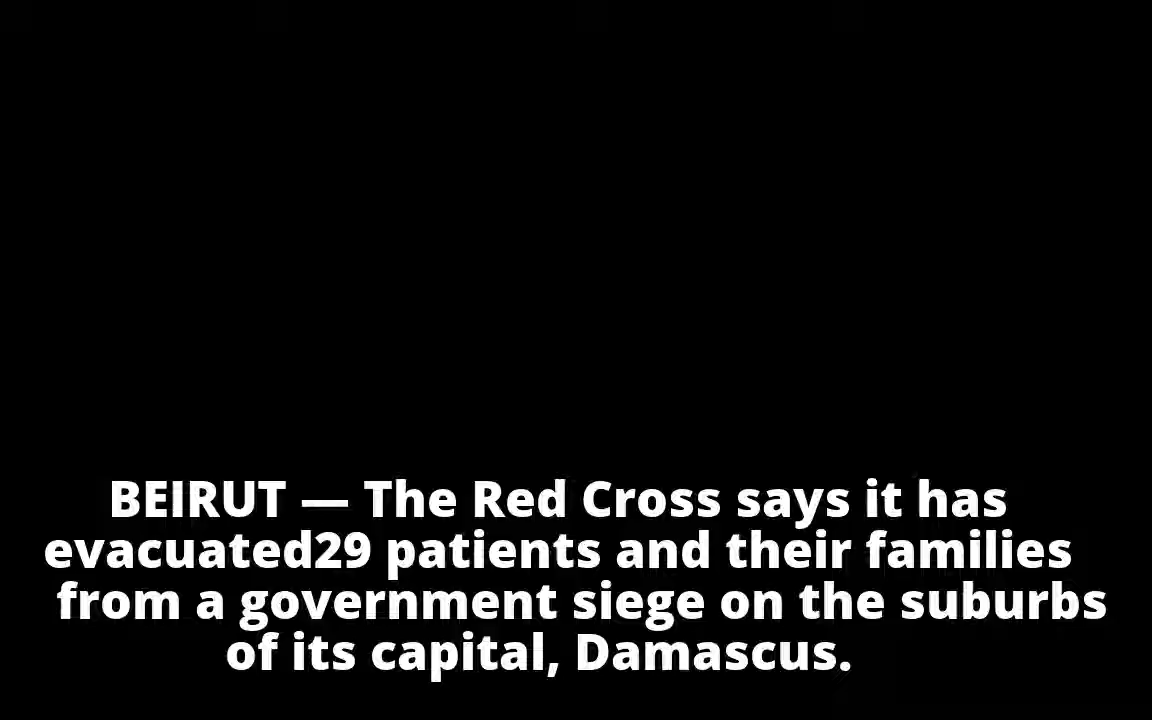 BEIRUT — The Red Cross says it has
evacuated29 patients and their families
from a government siege on the suburbs
of its capital, Damascus.